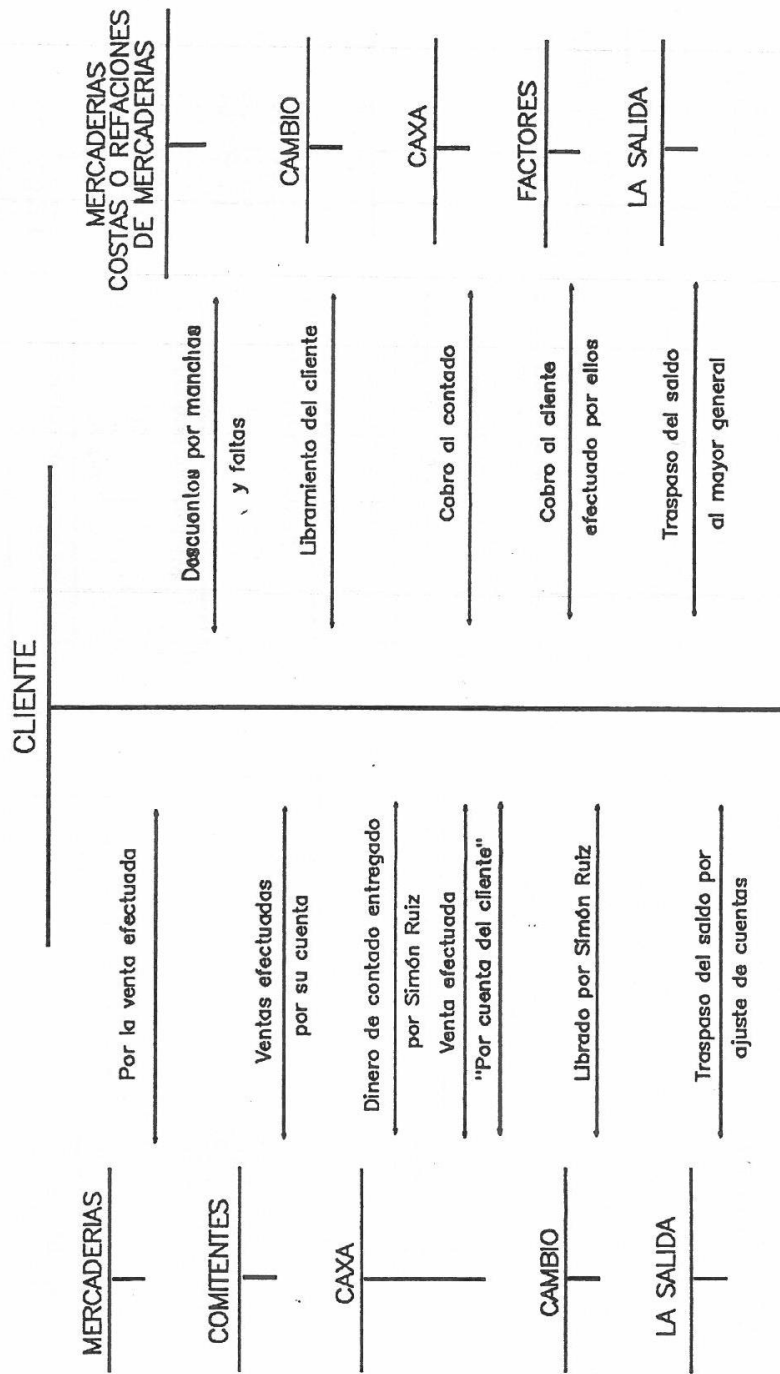 CLIENTE
MERCADERIAS
Por la venta efectuada
COMITENTES
Ventas efectuadas
por su cuenta
CAXA
Dinero de contado entregado
por Simón Ruiz
Venta efectuada
"Por cuenta del cliente"
CAMBIO
Librado por Simón Ruiz
LA SALIDA
Traspaso del saldo por
ajuste de cuentas
MERCADERIAS
COSTAS O REFACIONES
DE MERCADERIAS
Descuentos por manchas
y faltas
CAMBIO
Libramiento del cliente
CAXA
Cobro al contado
FACTORES
Cobro al cliente
efectuado por ellos
LA SALIDA
Traspaso del saldo
al mayor general